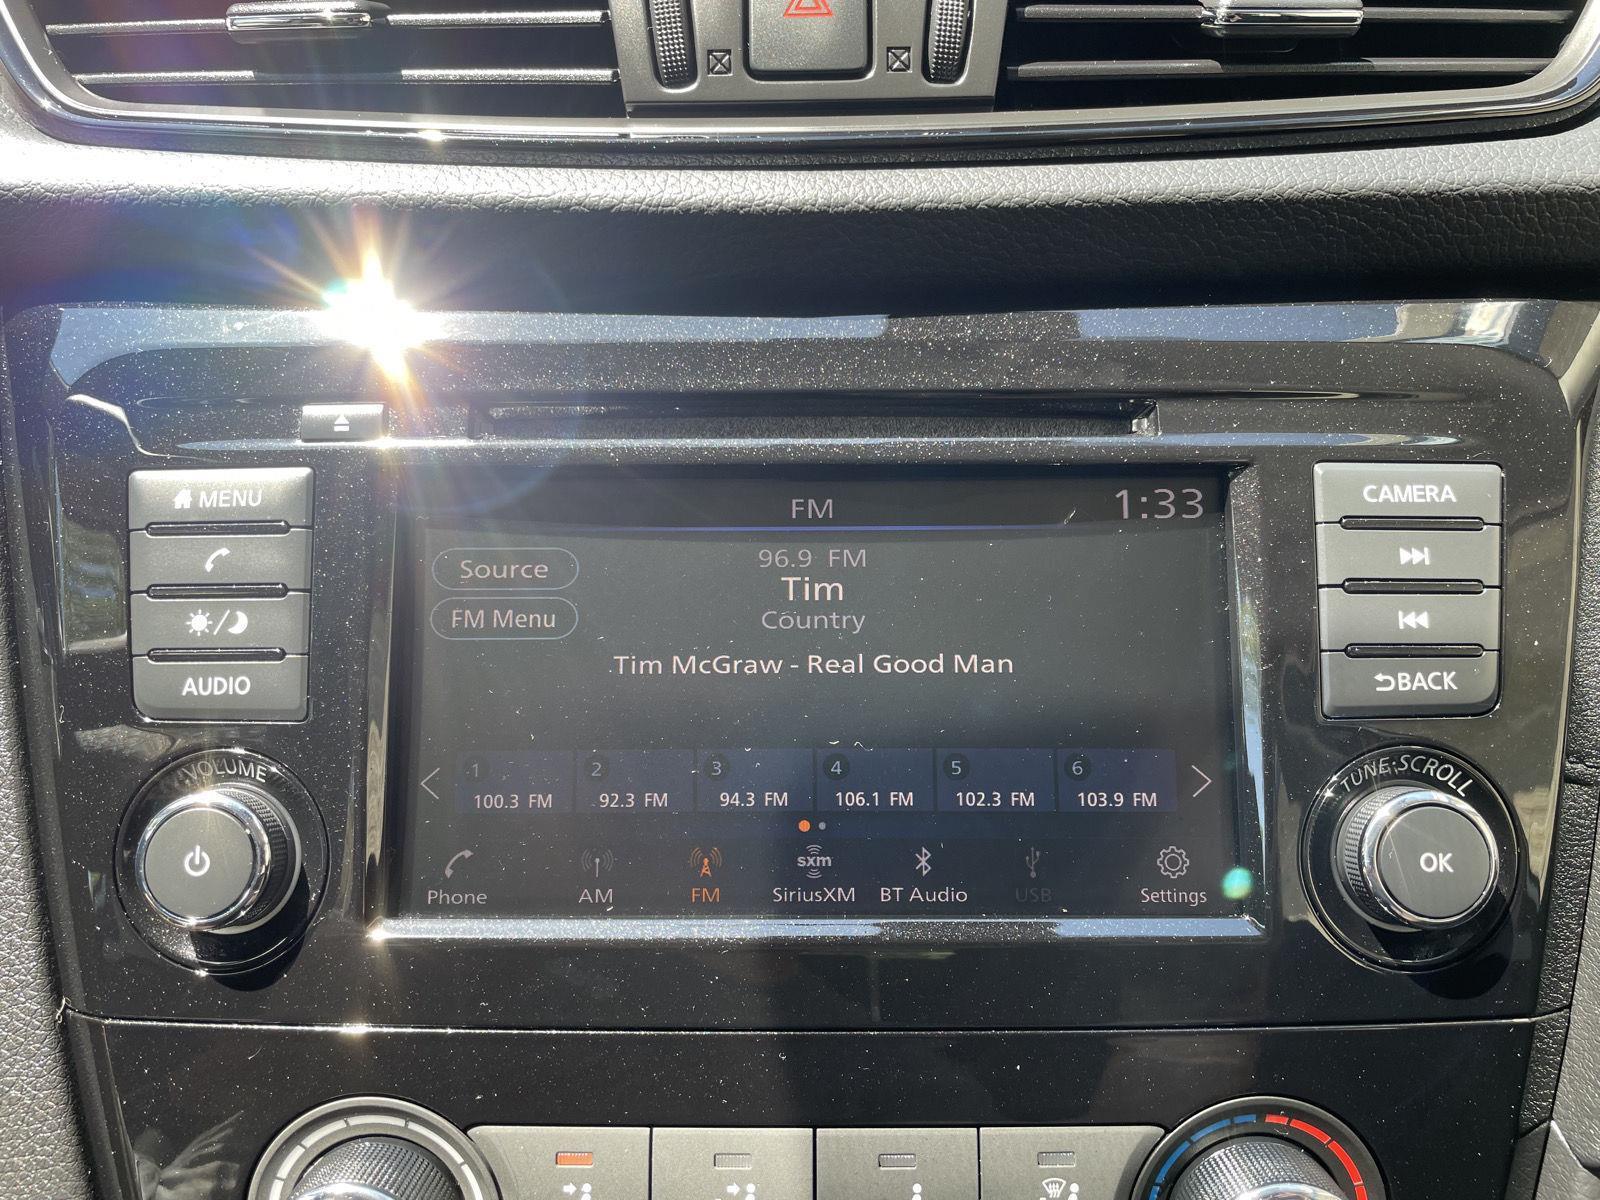 FM 1:33
MENU
AUDIO
VOLUME
CAMERA
BACK
TUNE·SCROLL
OK
Source
FM Menu
96.9 FM
Tim
Country
Tim McGraw - Real Good Man
1 2 3 4 5 6
100.3 FM 92.3 FM 94.3 FM 106.1 FM 102.3 FM 103.9 FM
sxm
Phone AM FM SiriusXM BT Audio USB Settings